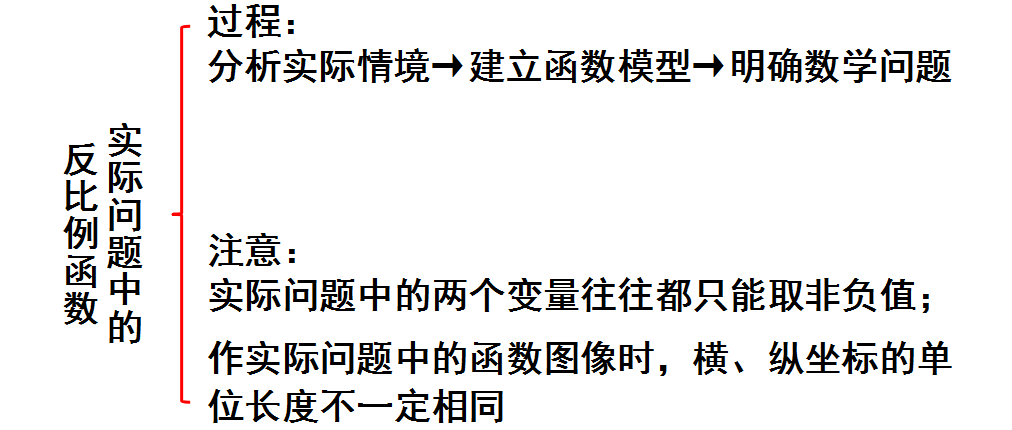 实际问题中的
反比例函数
过程：
分析实际情境→建立函数模型→明确数学问题
注意：
实际问题中的两个变量往往都只能取非负值；
作实际问题中的函数图像时，横、纵坐标的单
位长度不一定相同